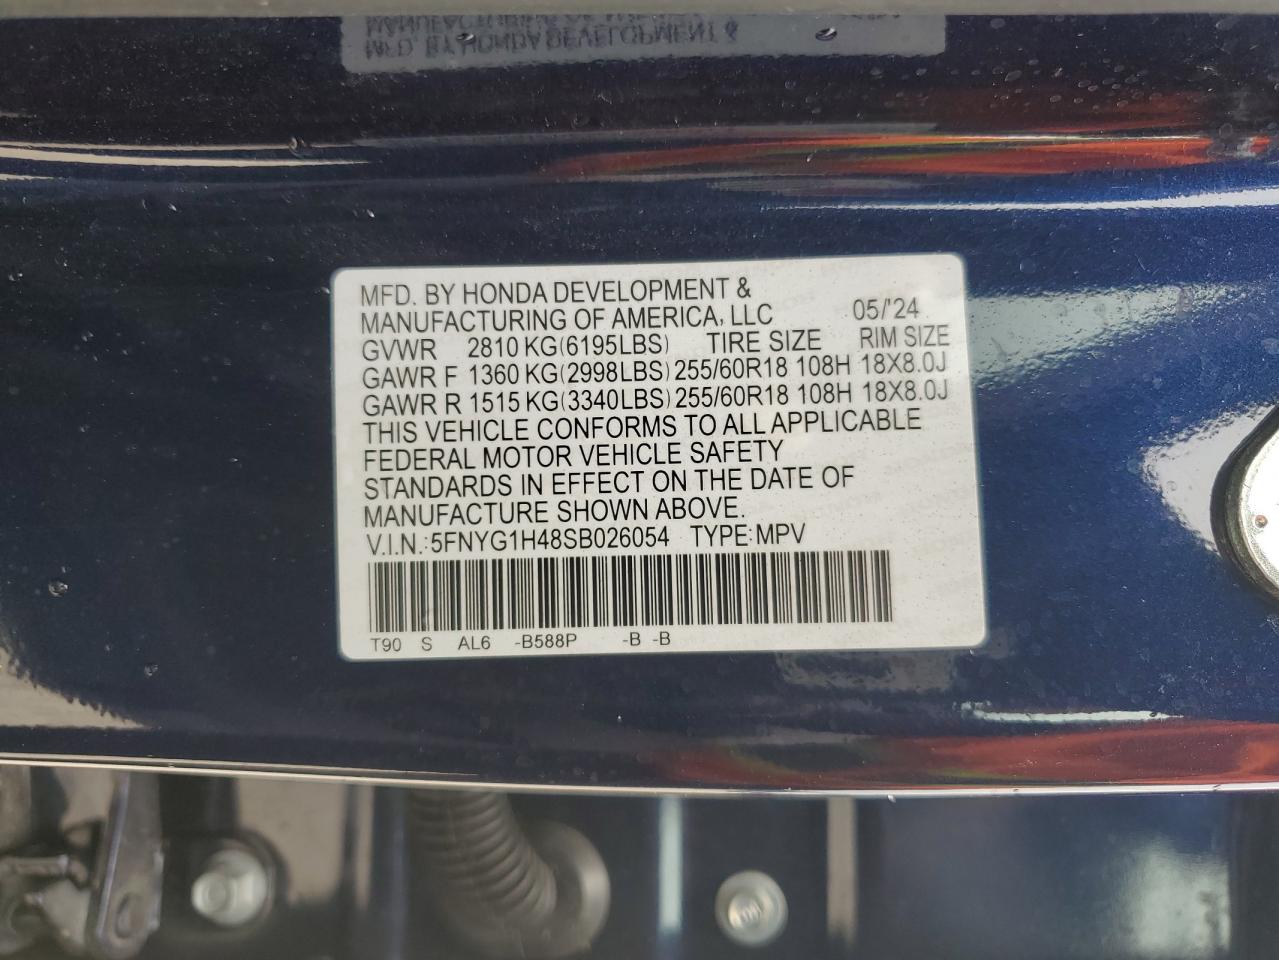 MFD. BY HONDA DEVELOPMENT &
MANUFACTURING OF AMERICA, LLC 05/'24
GVWR 2810 KG(6195LBS) TIRE SIZE RIM SIZE
GAWR F 1360 KG(2998LBS) 255/60R18 108H 18X8.0J
GAWR R 1515 KG(3340LBS) 255/60R18 108H 18X8.0J
THIS VEHICLE CONFORMS TO ALL APPLICABLE
FEDERAL MOTOR VEHICLE SAFETY
STANDARDS IN EFFECT ON THE DATE OF
MANUFACTURE SHOWN ABOVE.
V.I.N.:5FNYG1H48SB026054 TYPE:MPV
T90 S AL6 -B588P -B -B